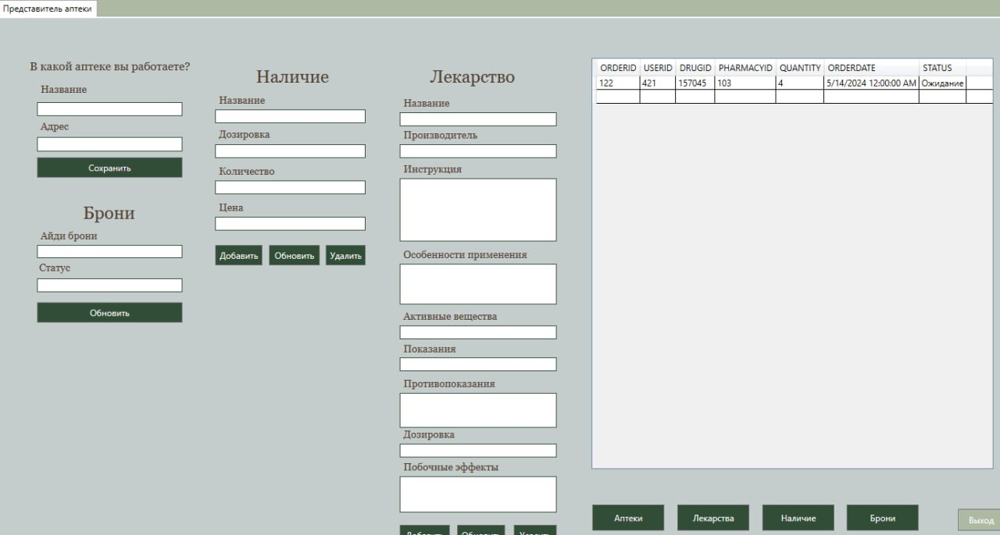 Представитель аптеки
В какой аптеке вы работаете?
Название
Адрес
Сохранить
Брони
Айди брони
Статус
Обновить
Наличие
Название
Дозировка
Количество
Цена
Добавить Обновить Удалить
Лекарство
Название
Производитель
Инструкция
Особенности применения
Активные вещества
Показания
Противопоказания
Дозировка
Побочные эффекты
Добавить Обновить Удалить
ORDERID USERID DRUGID PHARMACYID QUANTITY ORDERDATE STATUS
122 421 157045 103 4 5/14/2024 12:00:00 AM Ожидание
Аптеки Лекарства Наличие Брони Выход